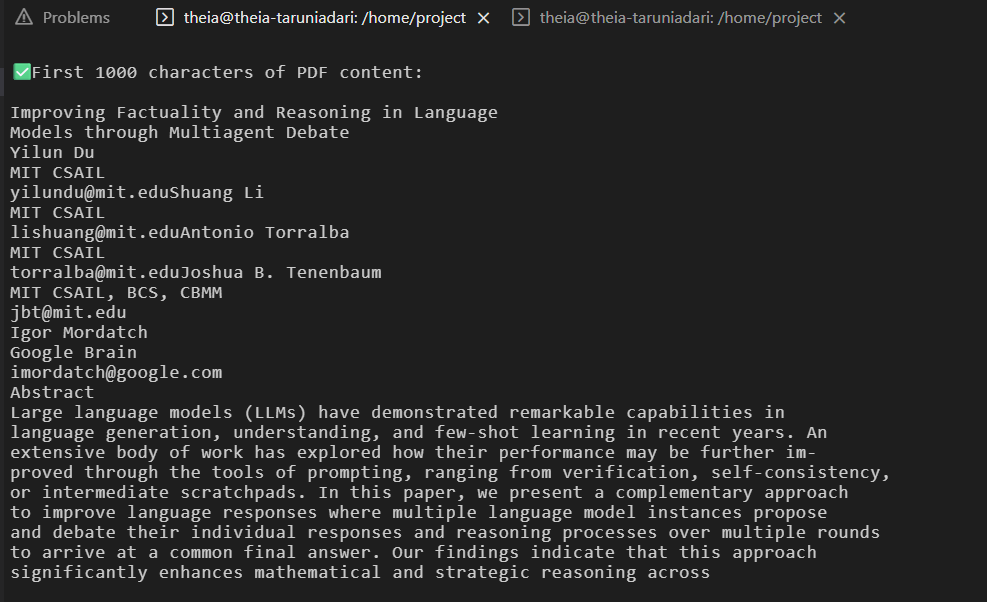 Problems
theia@theia-taruniadari: /home/project
theia@theia-taruniadari: /home/project
✅First 1000 characters of PDF content:
Improving Factuality and Reasoning in Language
Models through Multiagent Debate
Yilun Du
MIT CSAIL
yilundu@mit.eduShuang Li
MIT CSAIL
lishuang@mit.eduAntonio Torralba
MIT CSAIL
torralba@mit.eduJoshua B. Tenenbaum
MIT CSAIL, BCS, CBMM
jbt@mit.edu
Igor Mordatch
Google Brain
imordatch@google.com
Abstract
Large language models (LLMs) have demonstrated remarkable capabilities in
language generation, understanding, and few-shot learning in recent years. An
extensive body of work has explored how their performance may be further im-
proved through the tools of prompting, ranging from verification, self-consistency,
or intermediate scratchpads. In this paper, we present a complementary approach
to improve language responses where multiple language model instances propose
and debate their individual responses and reasoning processes over multiple rounds
to arrive at a common final answer. Our findings indicate that this approach
significantly enhances mathematical and strategic reasoning across